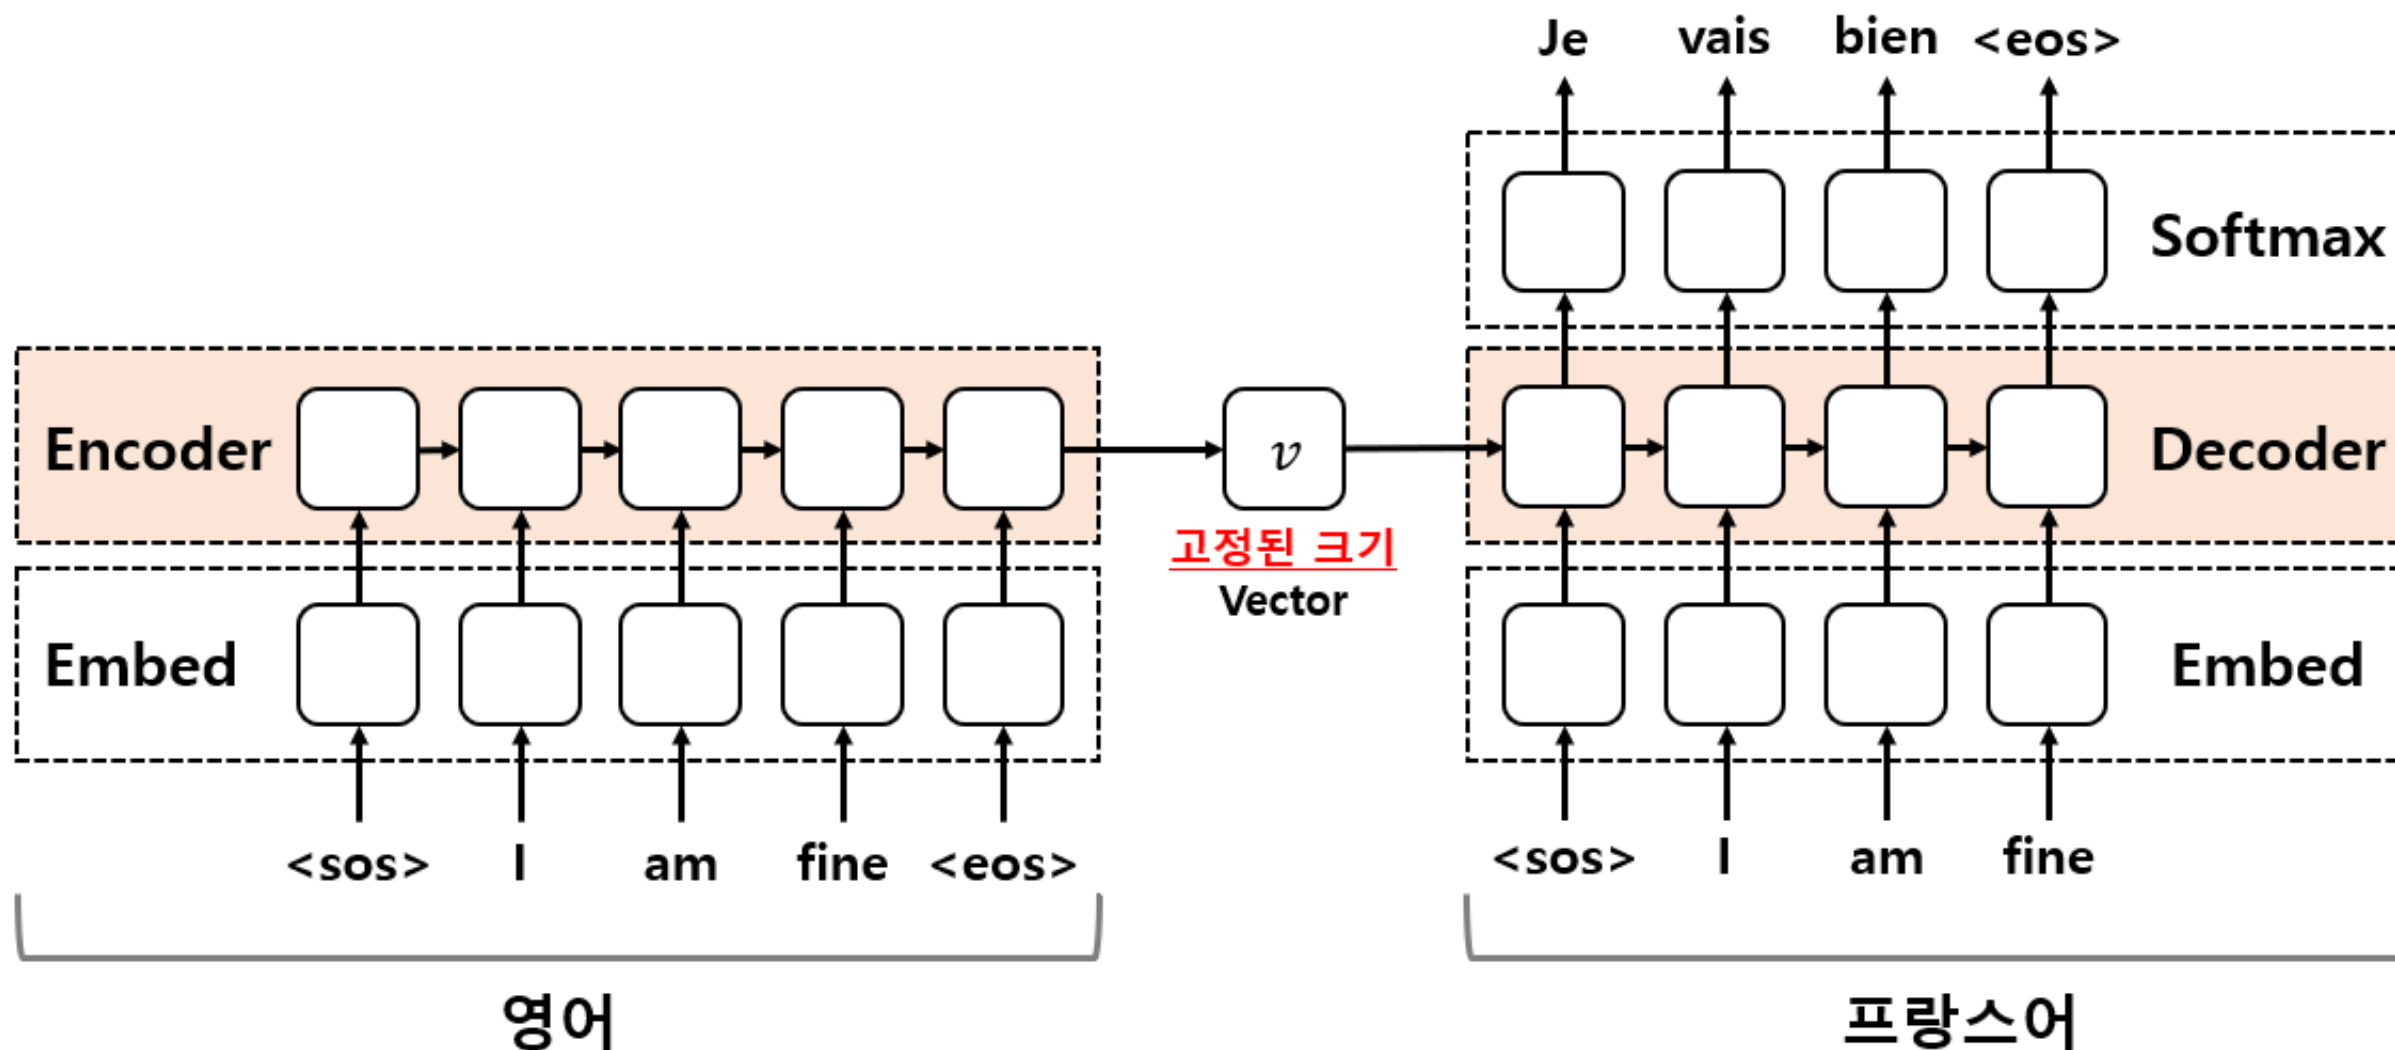 Je vais bien <eos>
Softmax
Encoder
v
Decoder
고정된 크기
Vector
Embed
Embed
<sos> I am fine <eos>
<sos> I am fine
영어
프랑스어